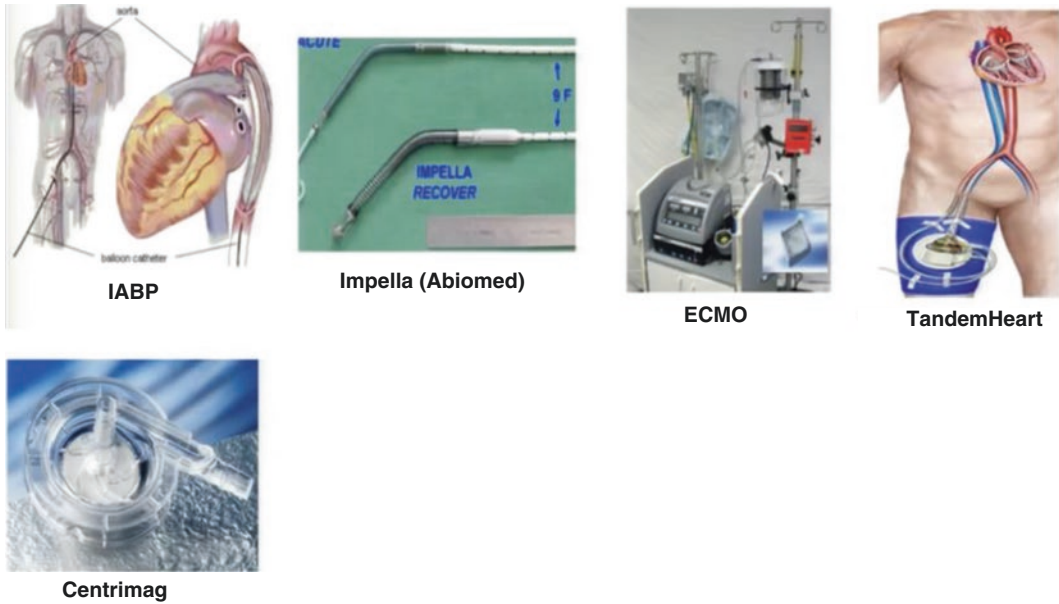 aorta
balloon catheter
IABP
ACUTE
9 F
IMPELLA
RECOVER
Impella (Abiomed)
ECMO
TandemHeart
Centrimag